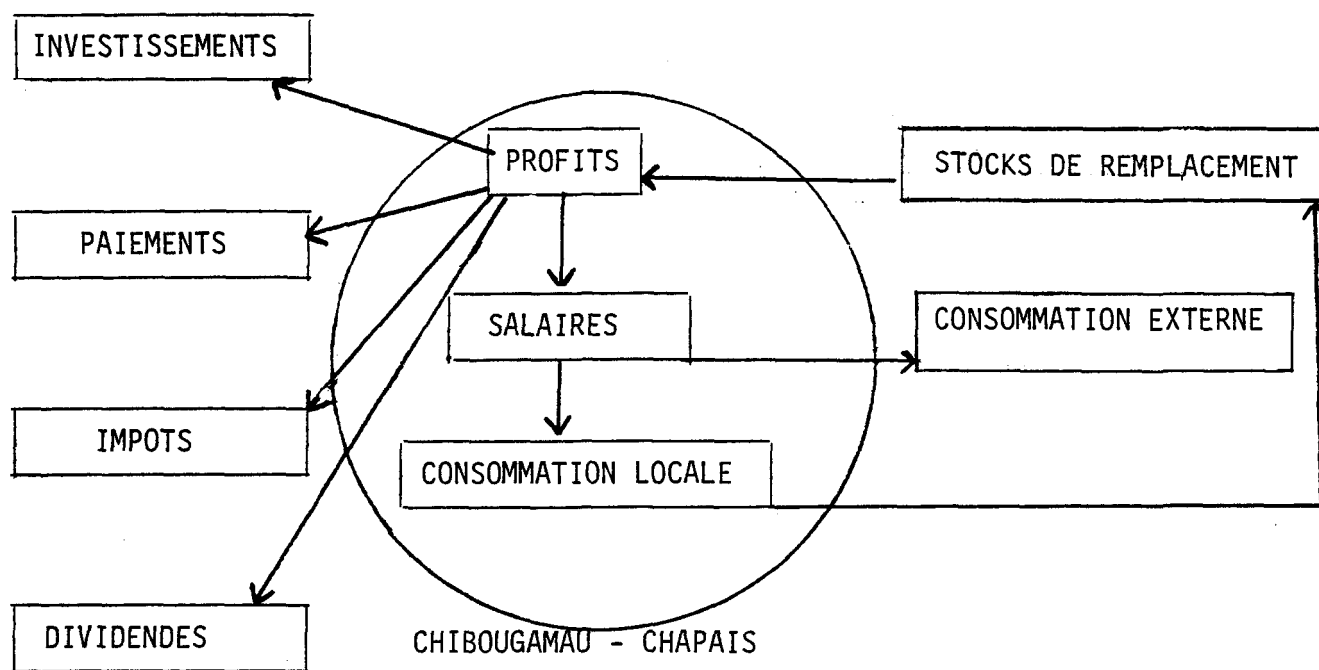 INVESTISSEMENTS
PROFITS
STOCKS DE REMPLACEMENT
PAIEMENTS
SALAIRES
CONSOMMATION EXTERNE
IMPOTS
CONSOMMATION LOCALE
DIVIDENDES
CHIBOUGAMAU - CHAPAIS